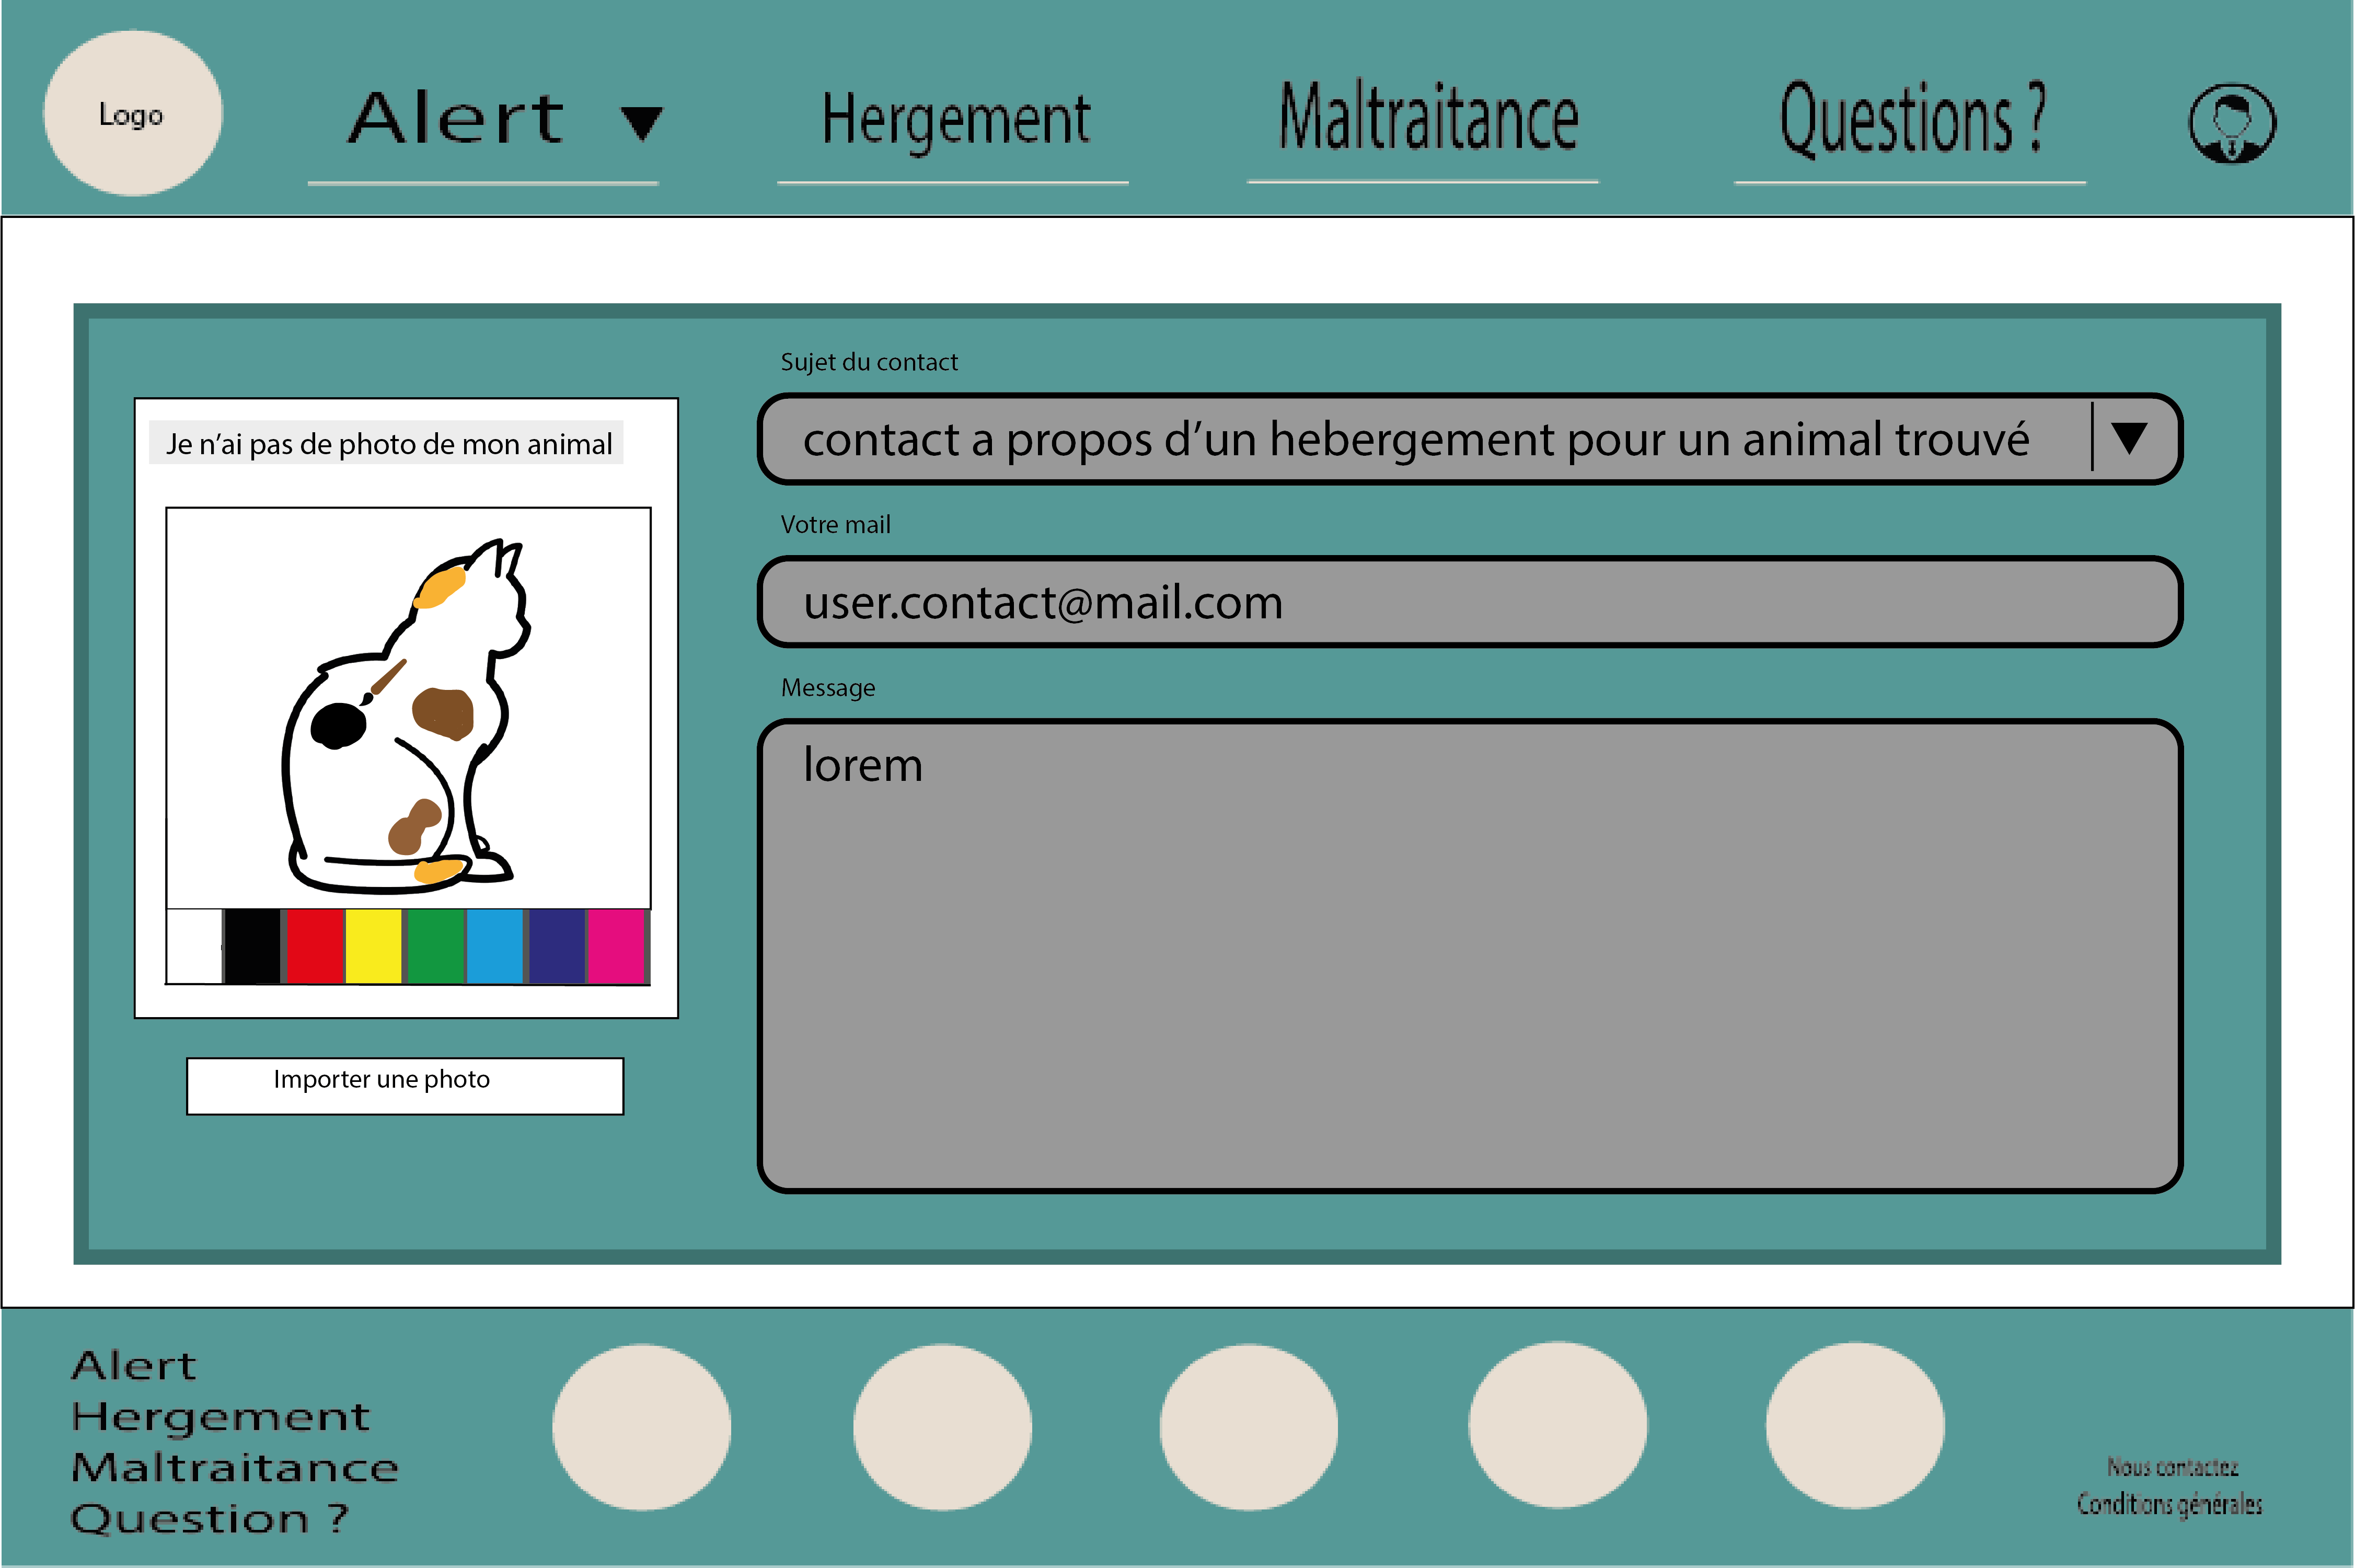 Logo
Alert
Hergement
Maltraitance
Questions ?
Je n’ai pas de photo de mon animal
Importer une photo
Sujet du contact
contact a propos d’un hebergement pour un animal trouvé
Votre mail
user.contact@mail.com
Message
lorem
Alert
Hergement
Maltraitance
Question ?
Nous contactez
Conditions générales